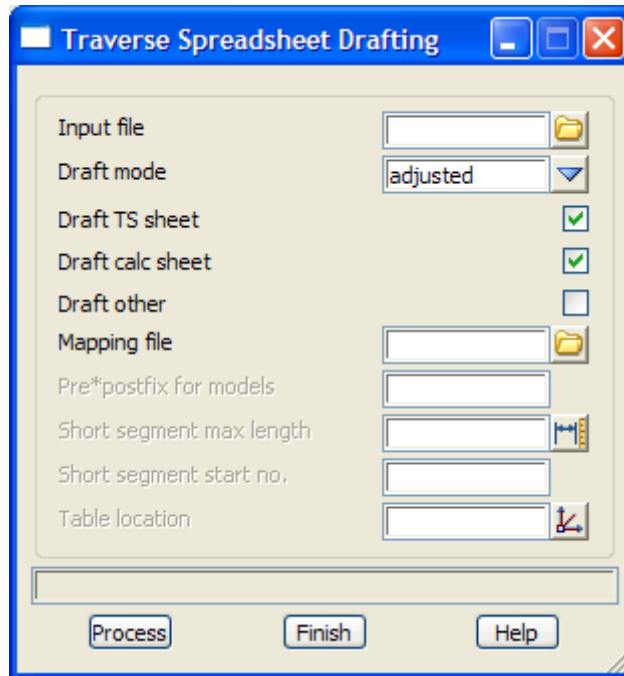 Traverse Spreadsheet Drafting
Input file
Draft mode adjusted
Draft TS sheet
Draft calc sheet
Draft other
Mapping file
Pre*postfix for models
Short segment max length
Short segment start no.
Table location
Process Finish Help